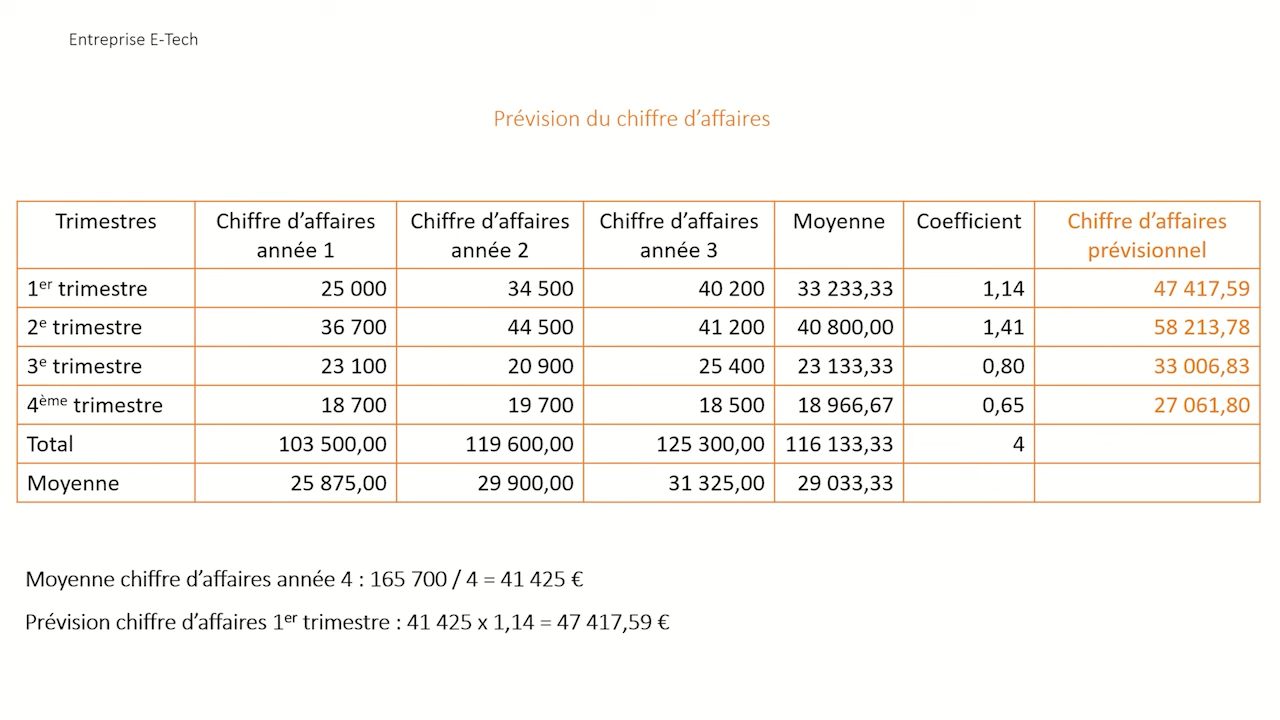 Entreprise E-Tech
Prévision du chiffre d’affaires
Trimestres Chiffre d’affaires année 1 Chiffre d’affaires année 2 Chiffre d’affaires année 3 Moyenne Coefficient Chiffre d’affaires prévisionnel
1er trimestre 25 000 34 500 40 200 33 233,33 1,14 47 417,59
2e trimestre 36 700 44 500 41 200 40 800,00 1,41 58 213,78
3e trimestre 23 100 20 900 25 400 23 133,33 0,80 33 006,83
4ème trimestre 18 700 19 700 18 500 18 966,67 0,65 27 061,80
Total 103 500,00 119 600,00 125 300,00 116 133,33 4
Moyenne 25 875,00 29 900,00 31 325,00 29 033,33
Moyenne chiffre d’affaires année 4 : 165 700 / 4 = 41 425 €
Prévision chiffre d’affaires 1er trimestre : 41 425 x 1,14 = 47 417,59 €